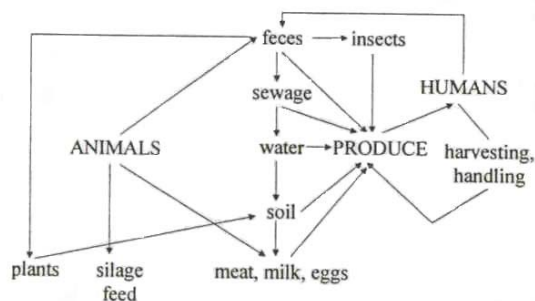 feces
insects
sewage
HUMANS
ANIMALS
water
PRODUCE
harvesting,
handling
soil
plants
silage
feed
meat, milk, eggs